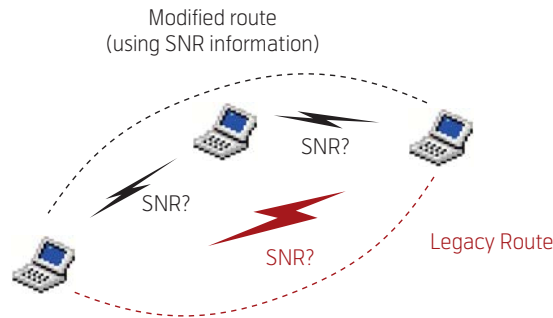 Modified route
(using SNR information)
SNR?
SNR?
SNR?
Legacy Route